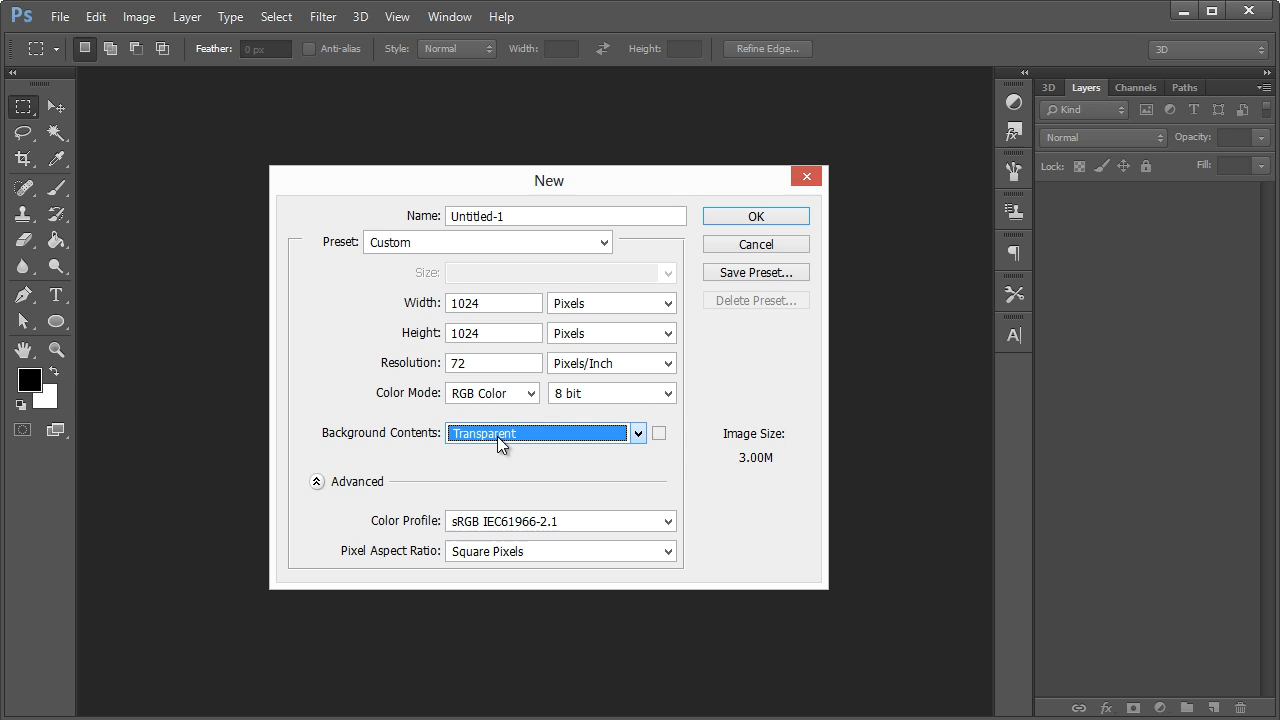 Ps File Edit Image Layer Type Select Filter 3D View Window Help
Feather: 0 px Anti-alias Style: Normal Width: Height: Refine Edge... 3D
3D Layers Channels Paths
Kind
Normal Opacity:
Lock: Fill:
New
Name: Untitled-1 OK
Preset: Custom Cancel
Size: Save Preset...
Width: 1024 Pixels Delete Preset...
Height: 1024 Pixels
Resolution: 72 Pixels/Inch
Color Mode: RGB Color 8 bit
Background Contents: Transparent Image Size:
3.00M
Advanced
Color Profile: sRGB IEC61966-2.1
Pixel Aspect Ratio: Square Pixels